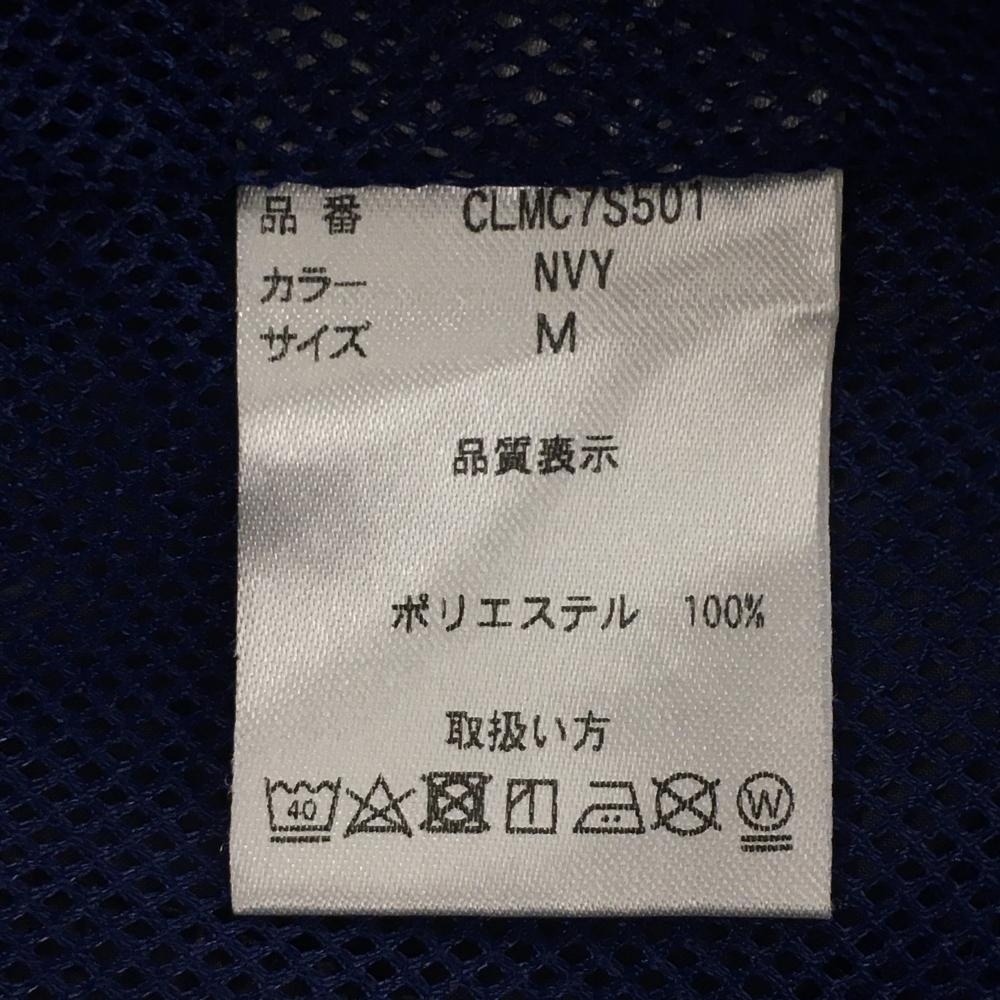 品 番 CLMC7S501
カラー NVY
サイズ M
品質表示
ポリエステル 100%
取扱い方
40 W